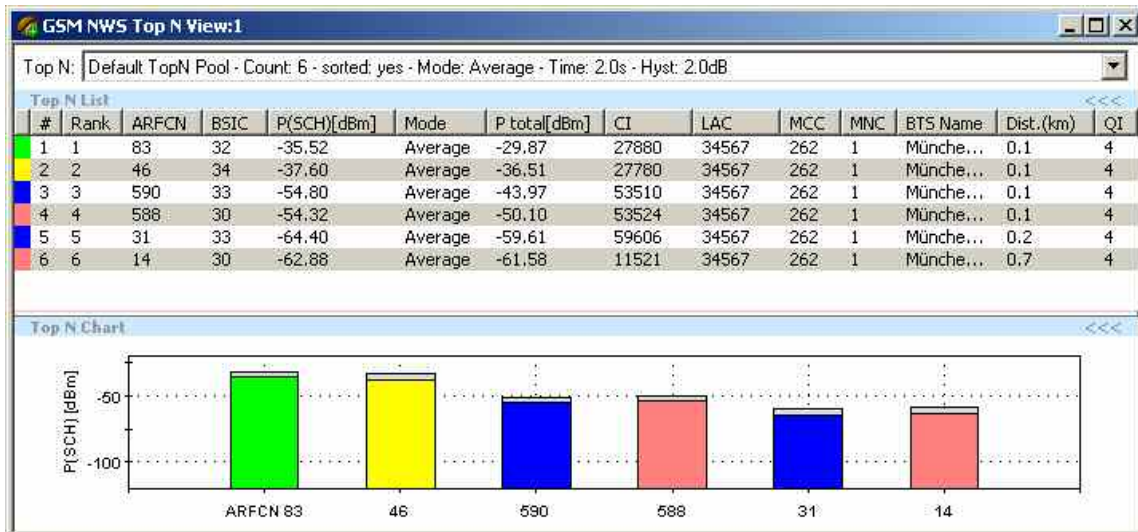 GSM NWS Top N View:1
Top N: Default TopN Pool - Count: 6 - sorted: yes - Mode: Average - Time: 2.0s - Hyst: 2.0dB
Top N List <<<
# Rank ARFCN BSIC P(SCH)[dBm] Mode P total[dBm] CI LAC MCC MNC BTS Name Dist.(km) QI
1 1 83 32 -35.52 Average -29.87 27880 34567 262 1 Münche... 0.1 4
2 2 46 34 -37.60 Average -36.51 27780 34567 262 1 Münche... 0.1 4
3 3 590 33 -54.80 Average -43.97 53510 34567 262 1 Münche... 0.1 4
4 4 588 30 -54.32 Average -50.10 53524 34567 262 1 Münche... 0.1 4
5 5 31 33 -64.40 Average -59.61 59606 34567 262 1 Münche... 0.2 4
6 6 14 30 -62.88 Average -61.58 11521 34567 262 1 Münche... 0.7 4
Top N Chart <<<
P(SCH) [dBm]
-50
-100
ARFCN 83 46 590 588 31 14